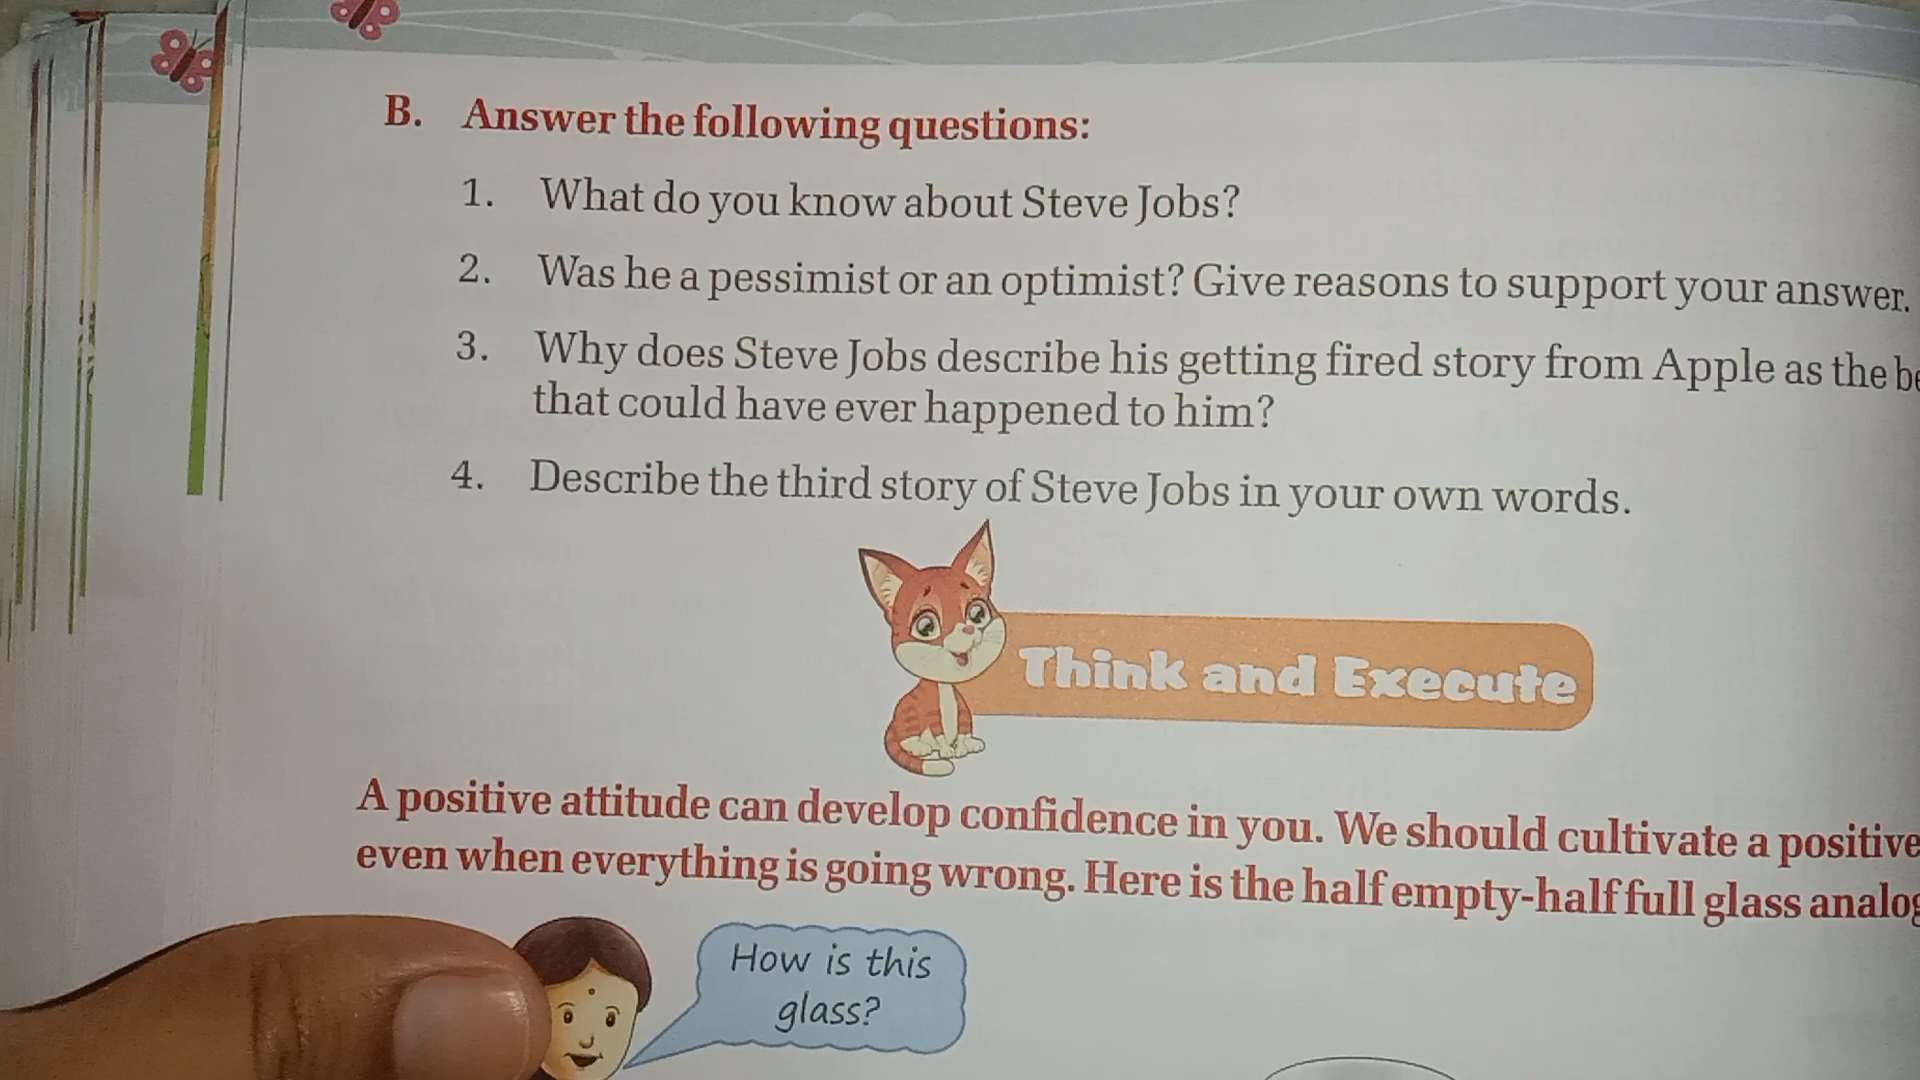 B. Answer the following questions:
1. What do you know about Steve Jobs?
2. Was he a pessimist or an optimist? Give reasons to support your answer.
3. Why does Steve Jobs describe his getting fired story from Apple as the
that could have ever happened to him?
4. Describe the third story of Steve Jobs in your own words.
Think and Execute
A positive attitude can develop confidence in you. We should cultivate a positive
even when everything is going wrong. Here is the half empty-half full glass
How is this
glass?